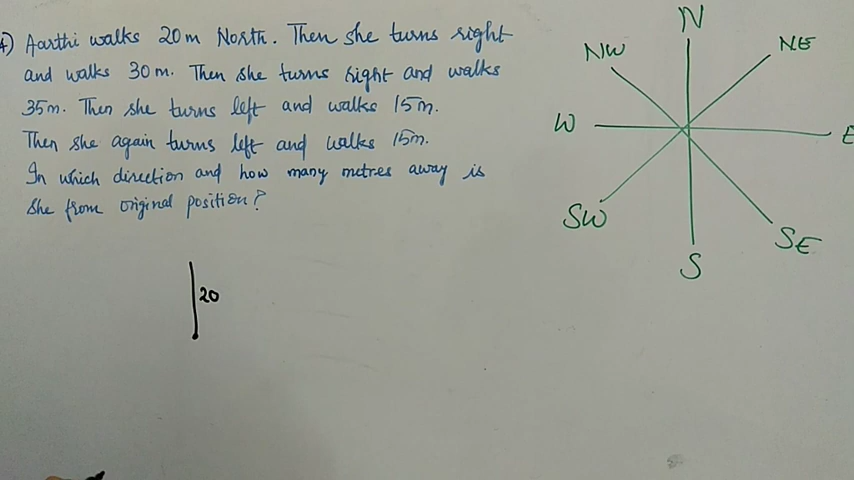 4) Aarthi walks 20m North. Then she turns right
and walks 30m. Then she turns right and walks
35m. Then she turns left and walks 15m.
Then she again turns left and walks 15m.
In which direction and how many metres away is
she from original position?
N
NW
NE
W
E
SW
SE
S
20